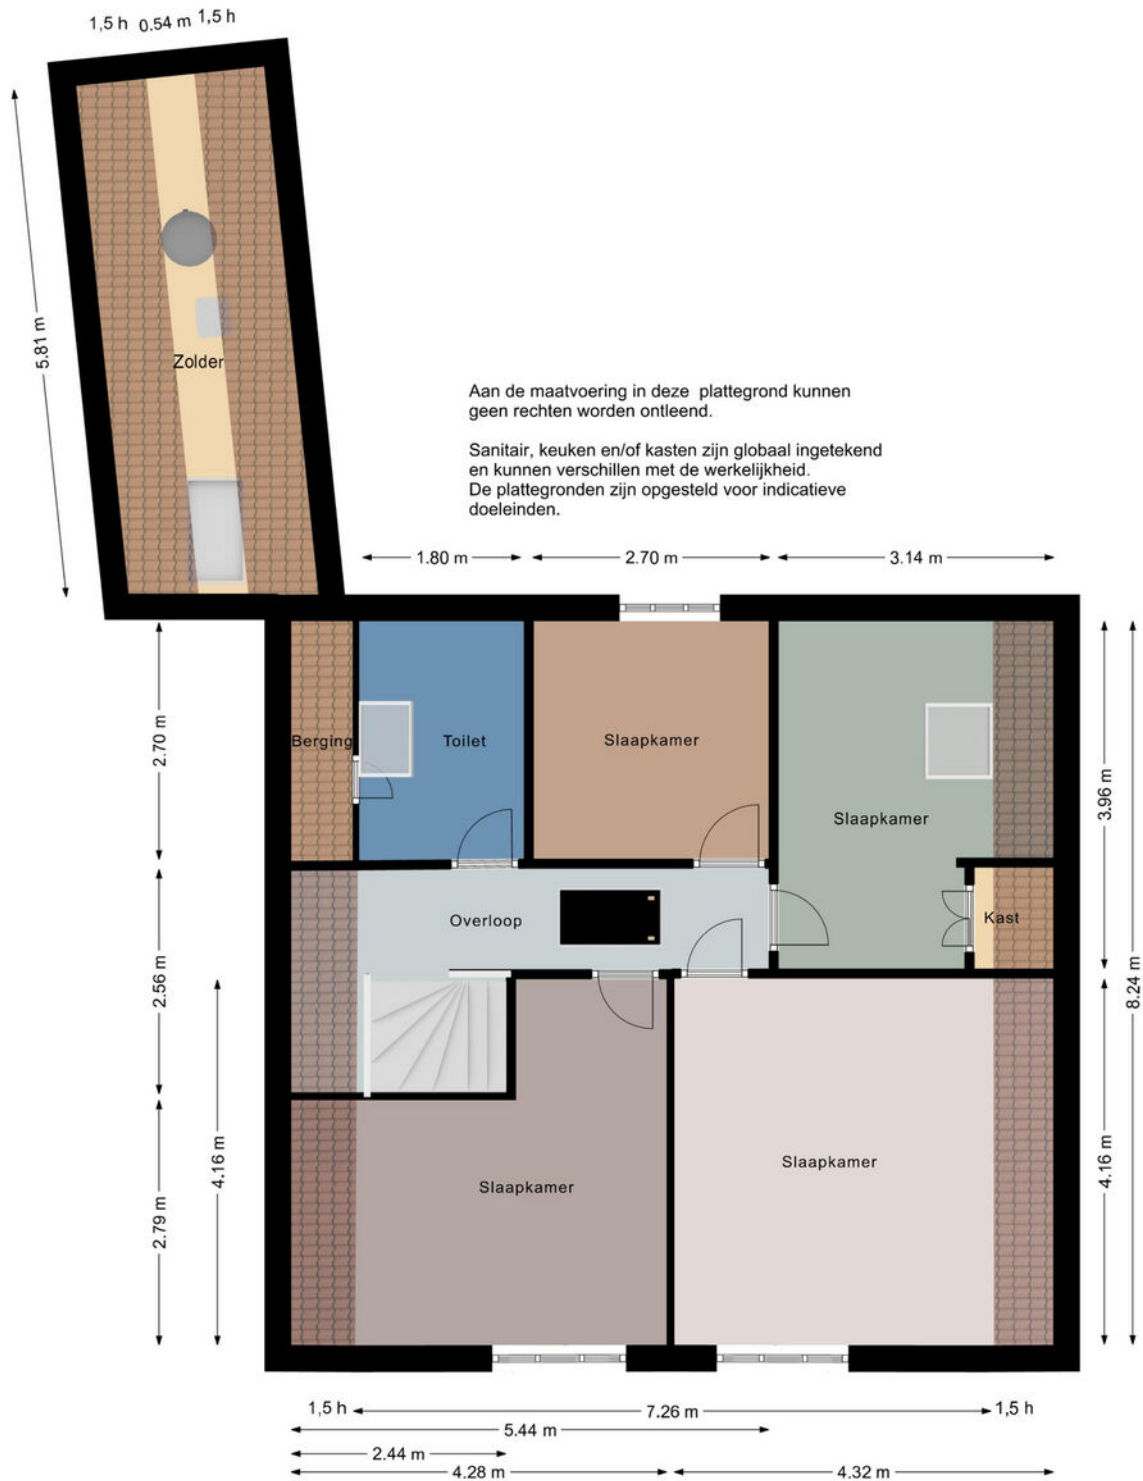 1,5 h 0.54 m 1,5 h
5.81 m
Zolder
Aan de maatvoering in deze plattegrond kunnen
geen rechten worden ontleend.
Sanitair, keuken en/of kasten zijn globaal ingetekend
en kunnen verschillen met de werkelijkheid.
De plattegronden zijn opgesteld voor indicatieve
doeleinden.
1.80 m 2.70 m 3.14 m
2.70 m
Berging
Toilet
Slaapkamer
Slaapkamer
3.96 m
8.24 m
Overloop
Kast
2.56 m
4.16 m
2.79 m
Slaapkamer
Slaapkamer
4.16 m
1,5 h 7.26 m 1,5 h
5.44 m
2.44 m
4.28 m 4.32 m